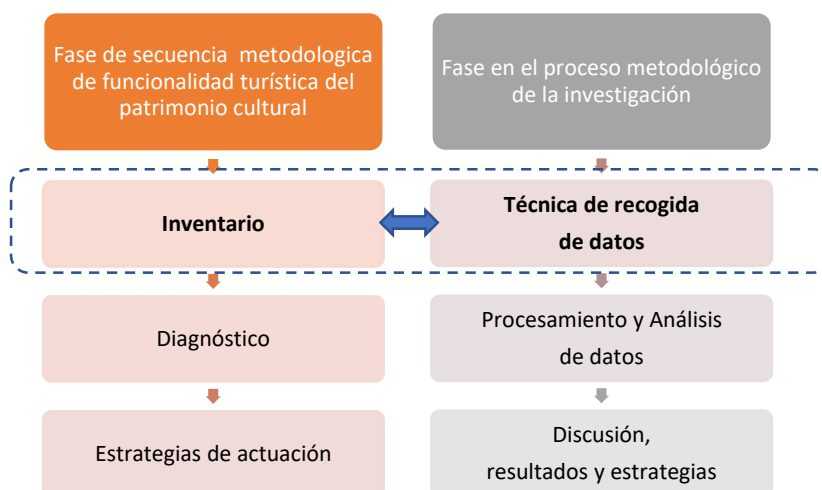 Fase de secuencia metodologica
de funcionalidad turística del
patrimonio cultural
Fase en el proceso metodológico
de la investigación
Inventario
Técnica de recogida
de datos
Diagnóstico
Procesamiento y Análisis
de datos
Estrategias de actuación
Discusión,
resultados y estrategias